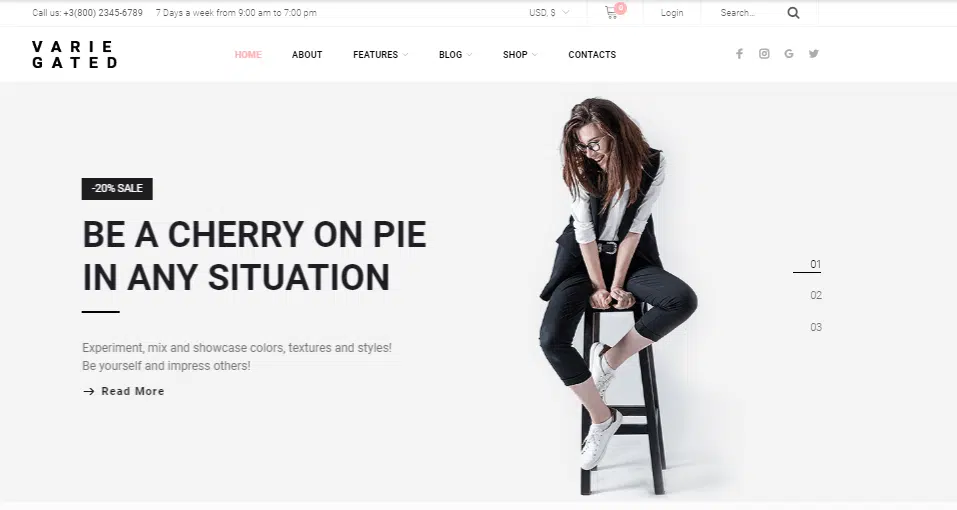 Call us: +3(800) 2345-6789 7 Days a week from 9:00 am to 7:00 pm USD, $ 0 Login Search...
VARIE
GATED
HOME ABOUT FEATURES BLOG SHOP CONTACTS
-20% SALE
BE A CHERRY ON PIE
IN ANY SITUATION
Experiment, mix and showcase colors, textures and styles!
Be yourself and impress others!
Read More
01
02
03